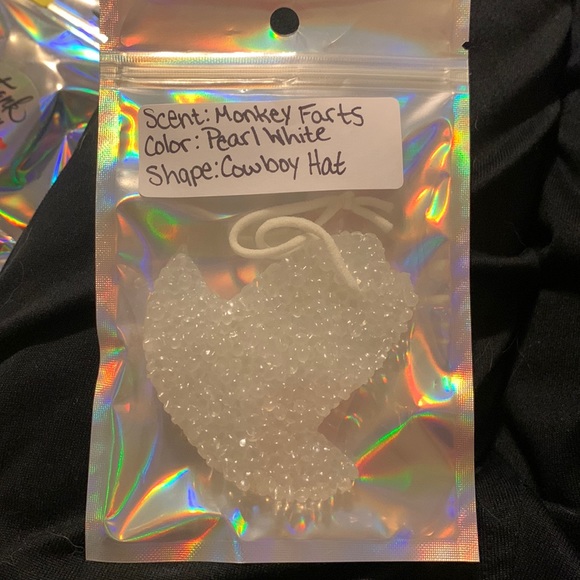 Scent: Monkey Farts
Color: Pearl White
Shape: Cowboy Hat